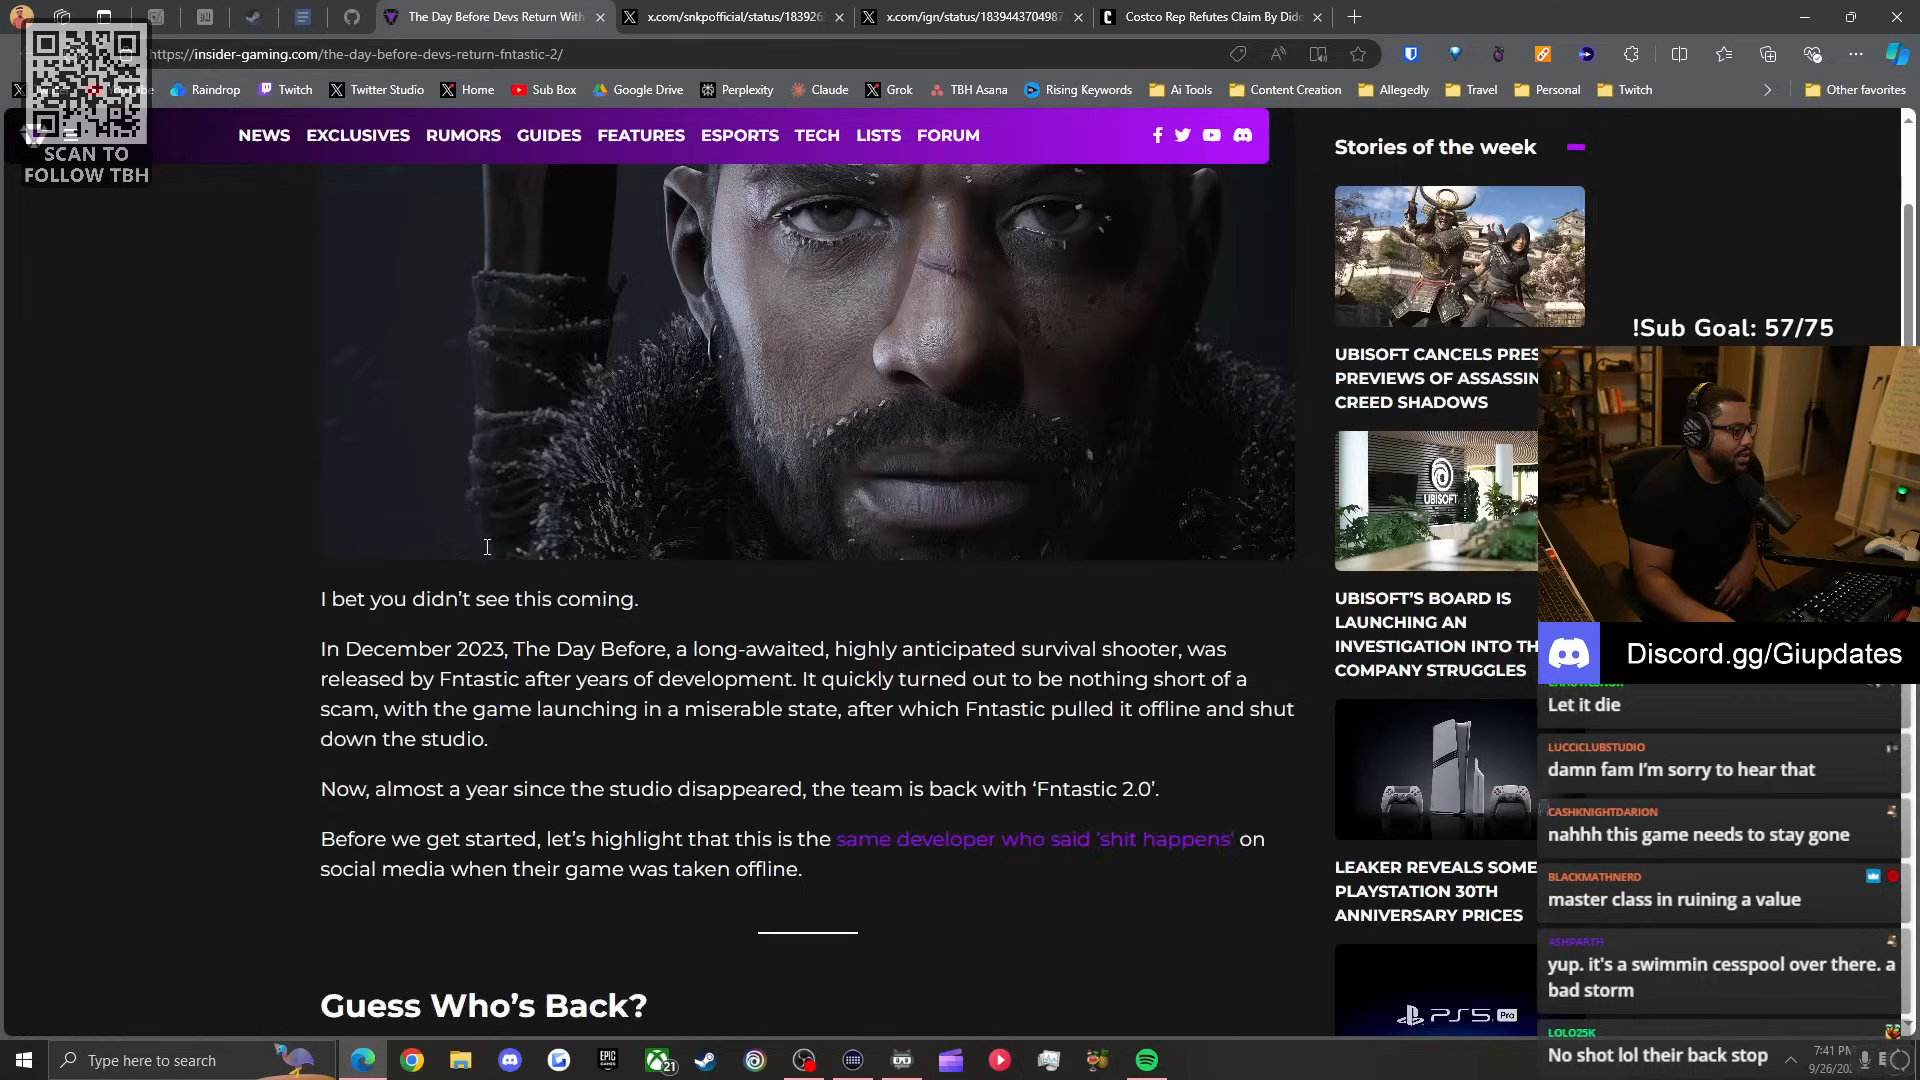 The Day Before Devs Return With
x.com/snkpofficial/status/183926
x.com/ign/status/1839443704987
Costco Rep Refutes Claim By Did
https://insider-gaming.com/the-day-before-devs-return-fntastic-2/
Raindrop
Twitch
Twitter Studio
Home
Sub Box
Google Drive
Perplexity
Claude
Grok
TBH Asana
Rising Keywords
Ai Tools
Content Creation
Allegedly
Travel
Personal
Twitch
Other favorites
SCAN TO
FOLLOW TBH
NEWS EXCLUSIVES RUMORS GUIDES FEATURES ESPORTS TECH LISTS FORUM
I bet you didn't see this coming.
In December 2023, The Day Before, a long-awaited, highly anticipated survival shooter, was
released by Fntastic after years of development. It quickly turned out to be nothing short of a
scam, with the game launching in a miserable state, after which Fntastic pulled it offline and shut
down the studio.
Now, almost a year since the studio disappeared, the team is back with 'Fntastic 2.0'.
Before we get started, let's highlight that this is the same developer who said 'shit happens' on
social media when their game was taken offline.
Guess Who's Back?
Stories of the week
UBISOFT CANCELS PRES
PREVIEWS OF ASSASSIN
CREED SHADOWS
UBISOFT
UBISOFT'S BOARD IS
LAUNCHING AN
INVESTIGATION INTO TH
COMPANY STRUGGLES
LEAKER REVEALS SOME
PLAYSTATION 30TH
ANNIVERSARY PRICES
PS5 Pro
!Sub Goal: 57/75
Discord.gg/Giupdates
Let it die
LUCCICLUBSTUDIO
damn fam I'm sorry to hear that
CASHKNIGHTDARION
nahhh this game needs to stay gone
BLACKMATHNERD
master class in ruining a value
ASHPARTH
yup. it's a swimmin cesspool over there. a
bad storm
LOLO25K
No shot lol their back stop
Type here to search
EPIC
GAMES
21
7:41 PM
9/26/20